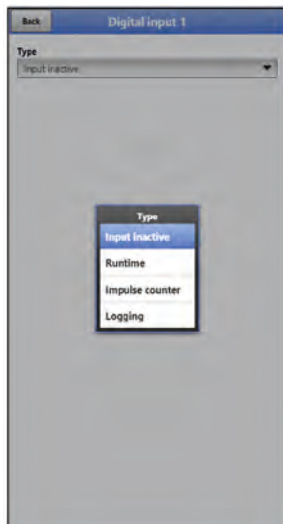 Back
Digital input 1
Type
Input inactive
Type
Input inactive
Runtime
Impulse counter
Logging